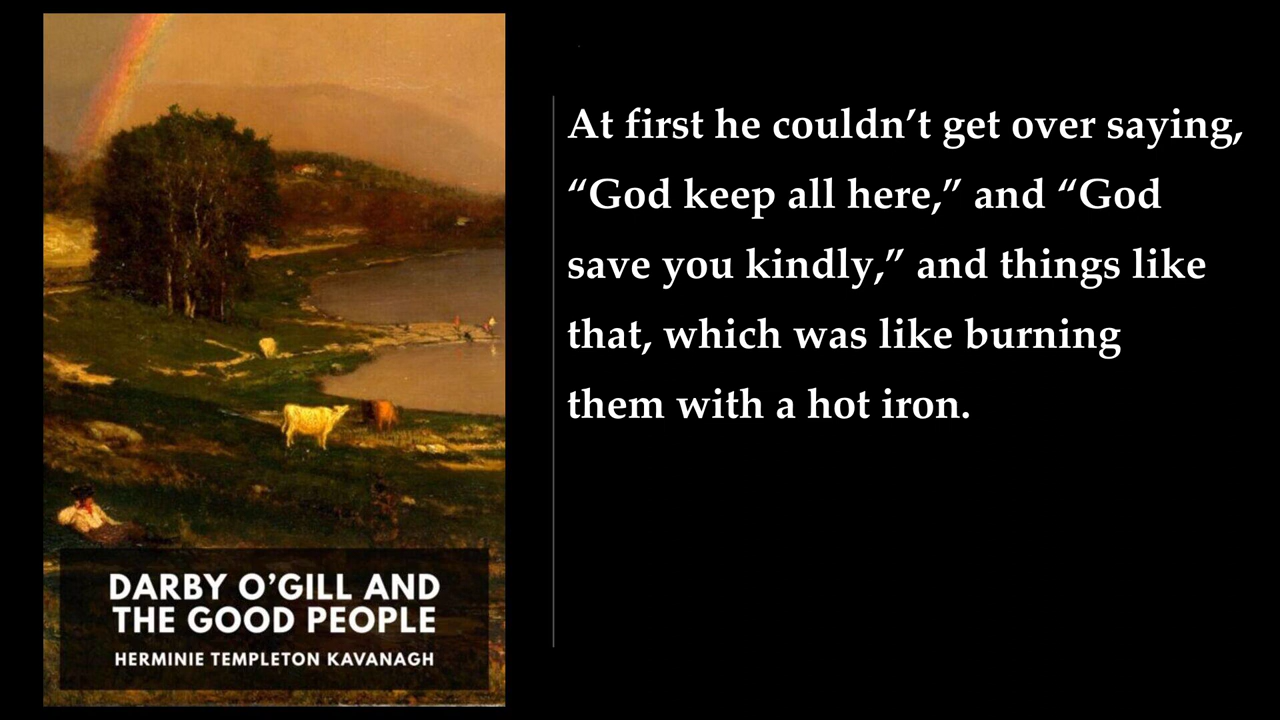 At first he couldn’t get over saying,
“God keep all here,” and “God
save you kindly,” and things like
that, which was like burning
them with a hot iron.
DARBY O’GILL AND
THE GOOD PEOPLE
HERMINIE TEMPLETON KAVANAGH